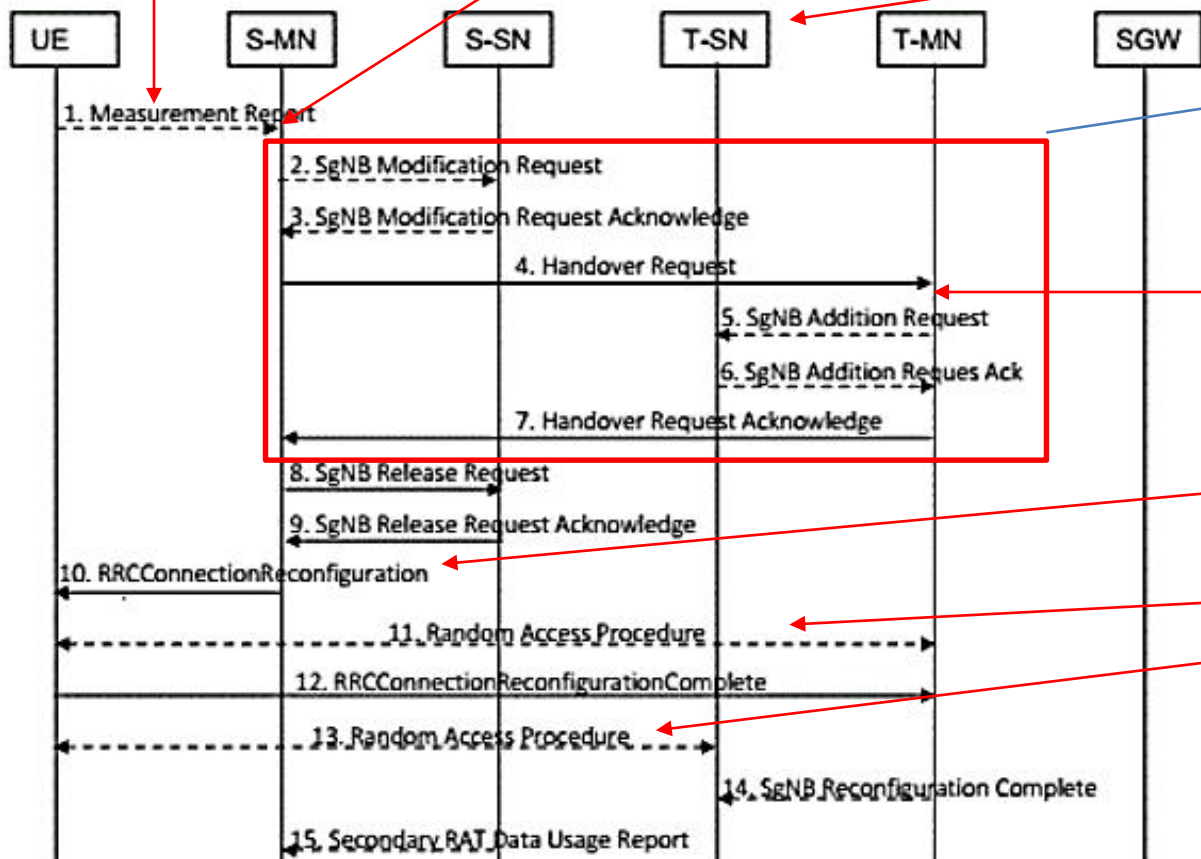 UE
S-MN
S-SN
T-SN
T-MN
SGW
1. Measurement Report
2. SgNB Modification Request
3. SgNB Modification Request Acknowledge
4. Handover Request
5. SgNB Addition Request
6. SgNB Addition Reques Ack
7. Handover Request Acknowledge
8. SgNB Release Request
9. SgNB Release Request Acknowledge
10. RRCConnectionReconfiguration
11. Random Access Procedure
12. RRCConnectionReconfigurationComplete
13. Random Access Procedure
14. SgNB Reconfiguration Complete
15. Secondary RAT Data Usage Report